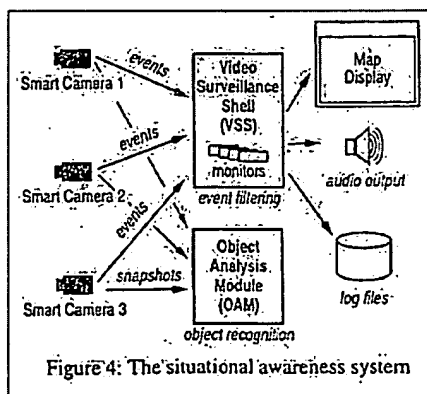 Smart Camera 1
events
Smart Camera 2
events
events
Smart Camera 3
snapshots
Video
Surveillance
Shell
(VSS)
monitors
event filtering
Object
Analysis
Module
(OAM)
object recognition
Map
Display
audio output
log files
Figure 4: The situational awareness system